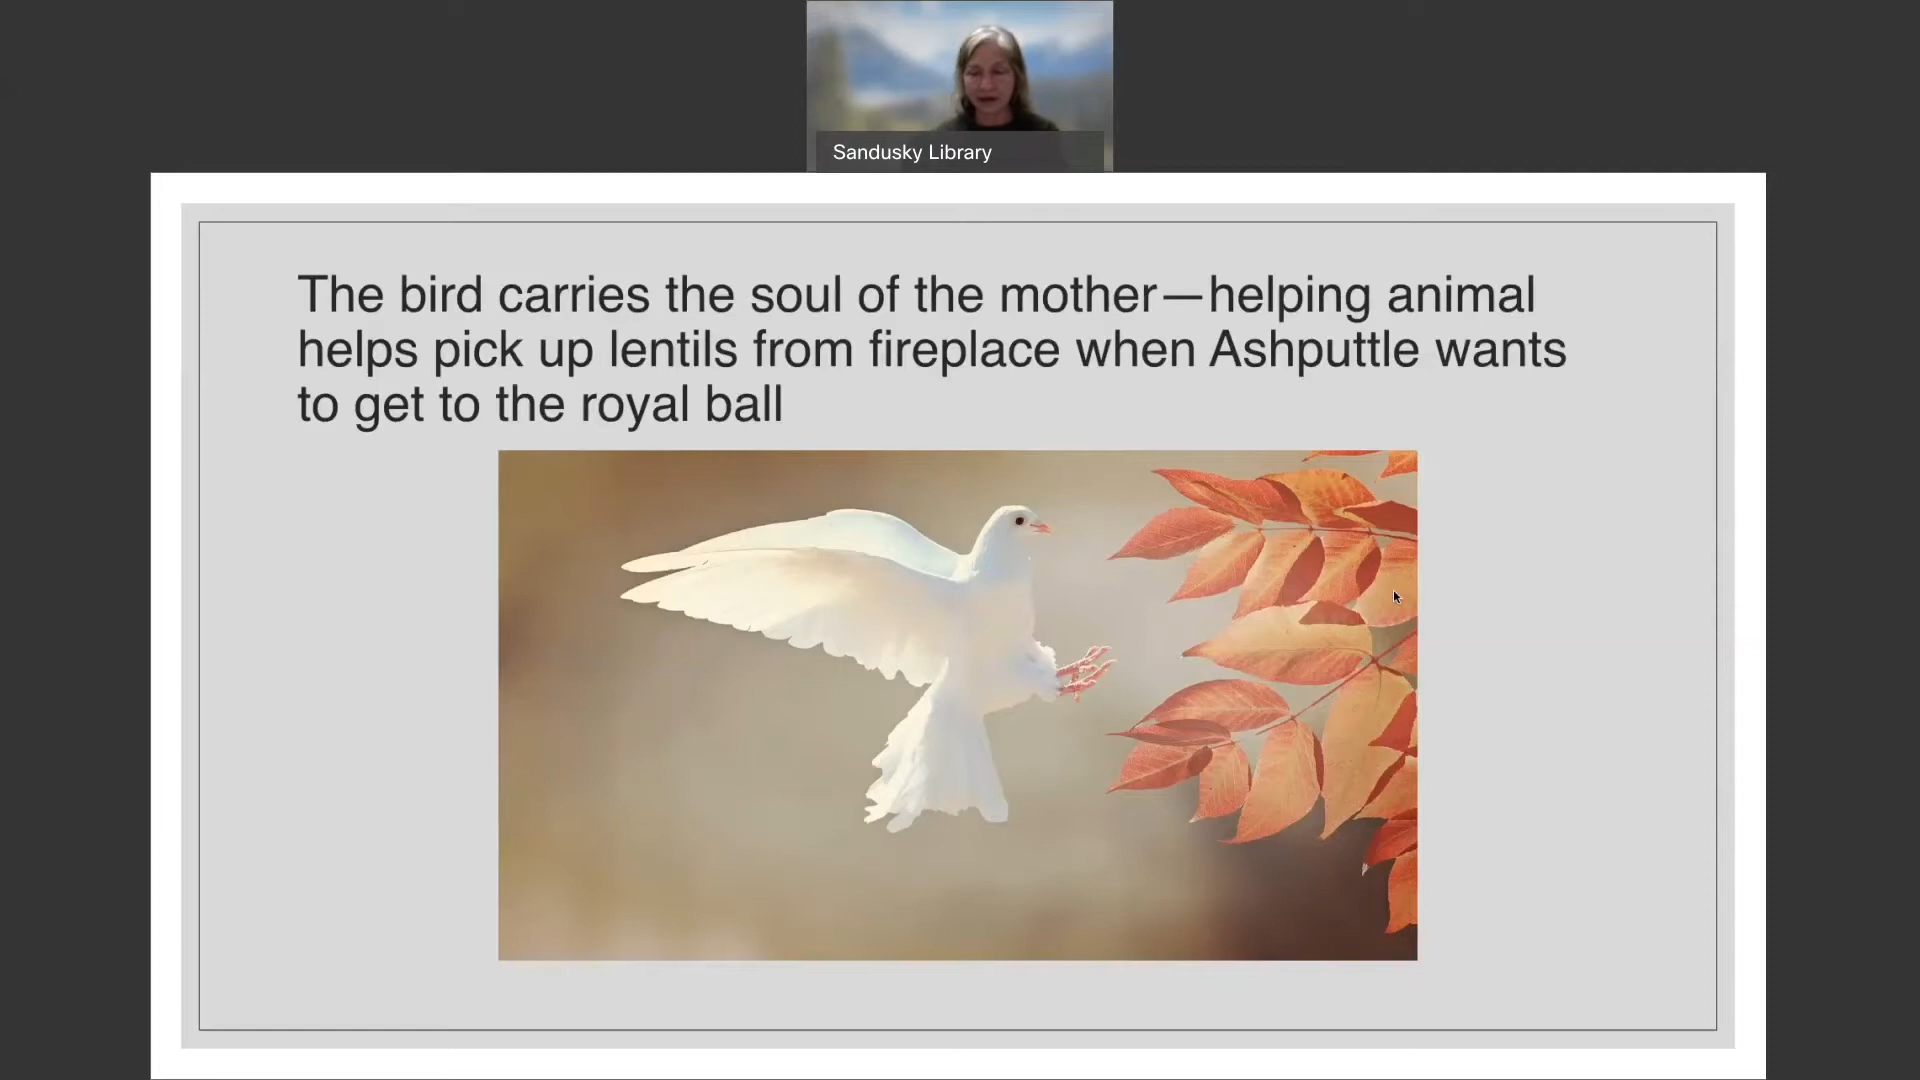 Sandusky Library
The bird carries the soul of the mother—helping animal
helps pick up lentils from fireplace when Ashputtle wants
to get to the royal ball